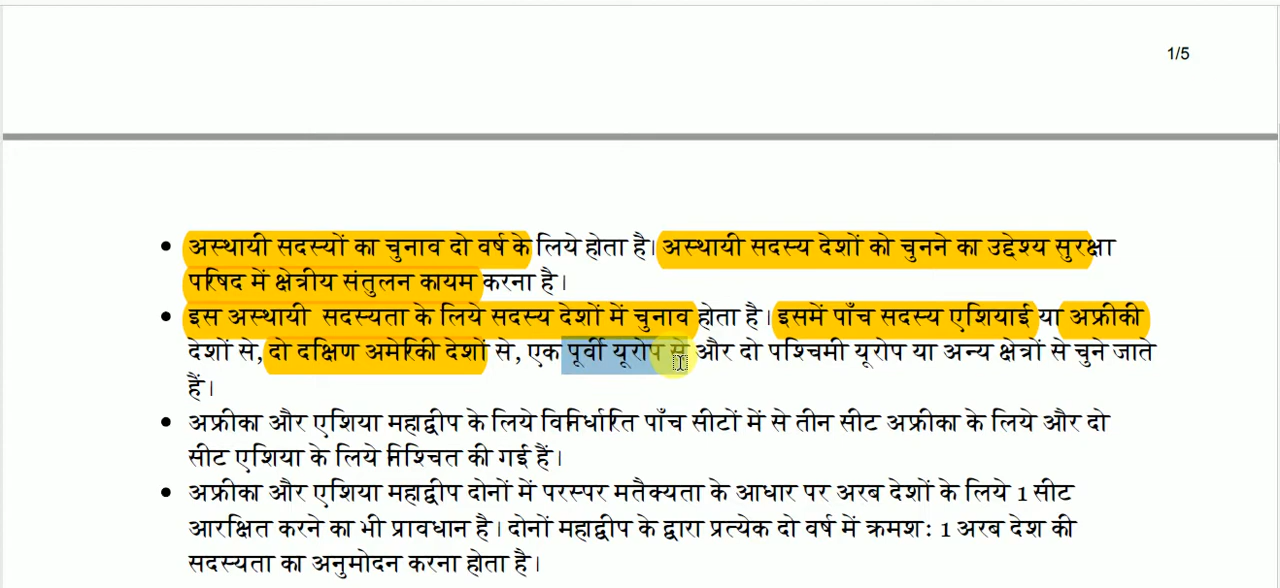 1/5
अस्थायी सदस्यों का चुनाव दो वर्ष के लिये होता है। अस्थायी सदस्य देशों को चुनने का उद्देश्य सुरक्षा
परिषद में क्षेत्रीय संतुलन कायम करना है।
इस अस्थायी सदस्यता के लिये सदस्य देशों में चुनाव होता है। इसमें पाँच सदस्य एशियाई या अफ्रीकी
देशों से, दो दक्षिण अमेरिकी देशों से, एक पूर्वी यूरोप से और दो पश्चिमी यूरोप या अन्य क्षेत्रों से चुने जाते
हैं।
अफ्रीका और एशिया महाद्वीप के लिये विनिर्धारित पाँच सीटों में से तीन सीट अफ्रीका के लिये और दो
सीट एशिया के लिये निश्चित की गई हैं।
अफ्रीका और एशिया महाद्वीप दोनों में परस्पर मतैक्यता के आधार पर अरब देशों के लिये 1 सीट
आरक्षित करने का भी प्रावधान है। दोनों महाद्वीप के द्वारा प्रत्येक दो वर्ष में क्रमश: 1 अरब देश की
सदस्यता का अनुमोदन करना होता है।